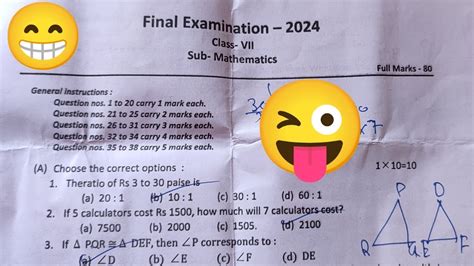 Final Examination – 2024
Class- VII
Sub- Mathematics
Full Marks - 80
General instructions :
Question nos. 1 to 20 carry 1 mark each.
Question nos. 21 to 25 carry 2 marks each.
Question nos. 26 to 31 carry 3 marks each.
Question nos. 32 to 34 carry 4 marks each.
Question nos. 35 to 38 carry 5 marks each.
(A) Choose the correct options :
1×10=10
1. Theratio of Rs 3 to 30 paise is
(a) 20 : 1 (b) 10 : 1 (c) 30 : 1 (d) 60 : 1
2. If 5 calculators cost Rs 1500, how much will 7 calculators cost?
(a) 7500 (b) 2000 (c) 1505. (d) 2100
3. If Δ PQR ≅ Δ DEF, then ∠P corresponds to :
(a) ∠D (b) ∠E (c) ∠F (d) DE
P D
Q E F